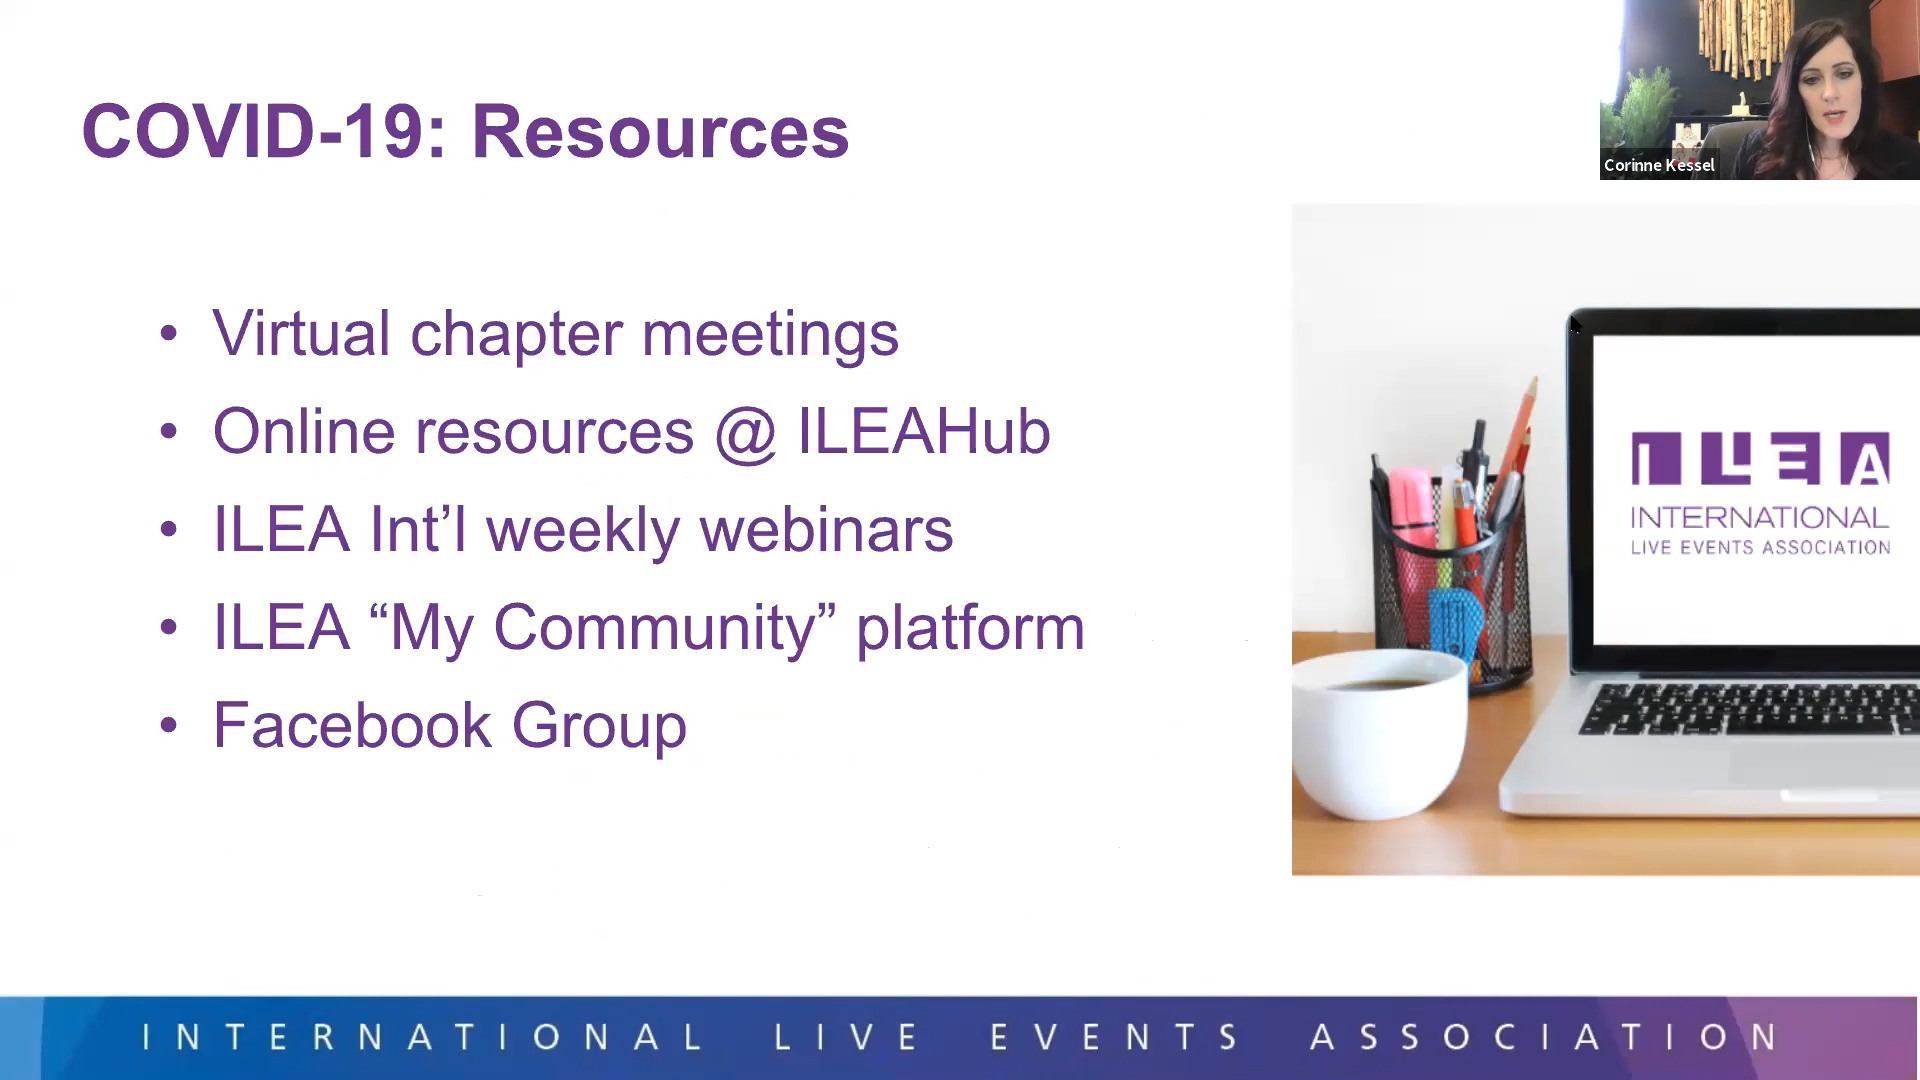 COVID-19: Resources
Corinne Kessel
• Virtual chapter meetings
• Online resources @ ILEAHub
• ILEA Int’l weekly webinars
• ILEA “My Community” platform
• Facebook Group
ILEA
INTERNATIONAL
LIVE EVENTS ASSOCIATION
INTERNATIONAL LIVE EVENTS ASSOCIATION